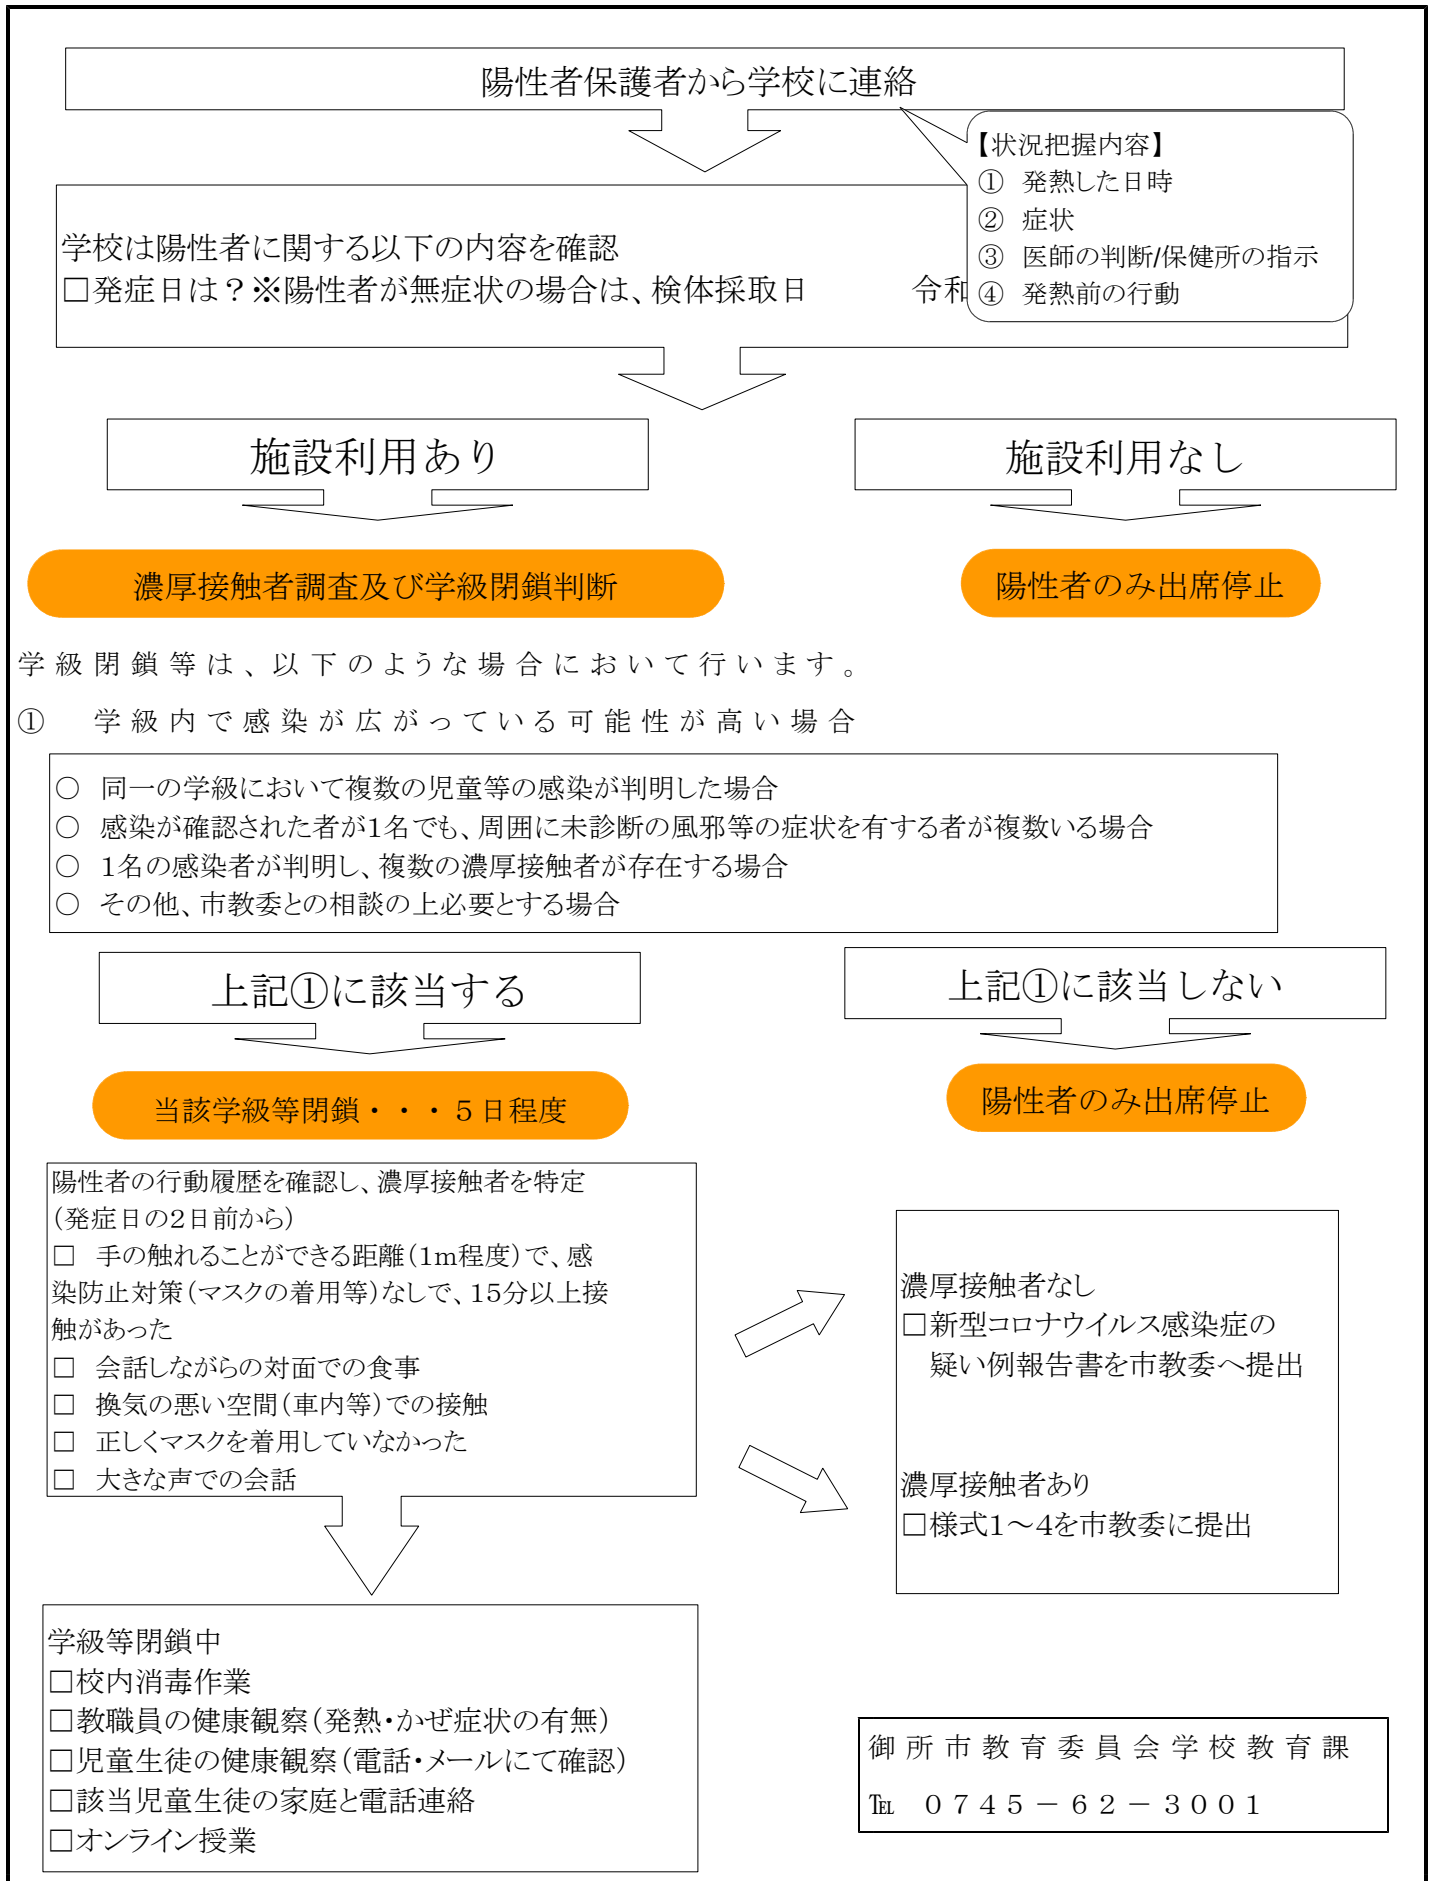 陽性者保護者から学校に連絡
【状況把握内容】
① 発熱した日時
② 症状
③ 医師の判断/保健所の指示
④ 発熱前の行動
学校は陽性者に関する以下の内容を確認
□発症日は?※陽性者が無症状の場合は、検体採取日 令和
施設利用あり
施設利用なし
濃厚接触者調査及び学級閉鎖判断
陽性者のみ出席停止
学級閉鎖等は、以下のような場合において行います。
① 学級内で感染が広がっている可能性が高い場合
○ 同一の学級において複数の児童等の感染が判明した場合
○ 感染が確認された者が1名でも、周囲に未診断の風邪等の症状を有する者が複数いる場合
○ 1名の感染者が判明し、複数の濃厚接触者が存在する場合
○ その他、市教委との相談の上必要とする場合
上記①に該当する
上記①に該当しない
当該学級等閉鎖・・・5日程度
陽性者のみ出席停止
陽性者の行動履歴を確認し、濃厚接触者を特定
(発症日の2日前から)
□ 手の触れることができる距離(1m程度)で、感
染防止対策(マスクの着用等)なしで、15分以上接
触があった
□ 会話しながらの対面での食事
□ 換気の悪い空間(車内等)での接触
□ 正しくマスクを着用していなかった
□ 大きな声での会話
濃厚接触者なし
□新型コロナウイルス感染症の
疑い例報告書を市教委へ提出
濃厚接触者あり
□様式1~4を市教委に提出
学級等閉鎖中
□校内消毒作業
□教職員の健康観察(発熱・かぜ症状の有無)
□児童生徒の健康観察(電話・メールにて確認)
□該当児童生徒の家庭と電話連絡
□オンライン授業
御所市教育委員会学校教育課
℡ 0745-62-3001